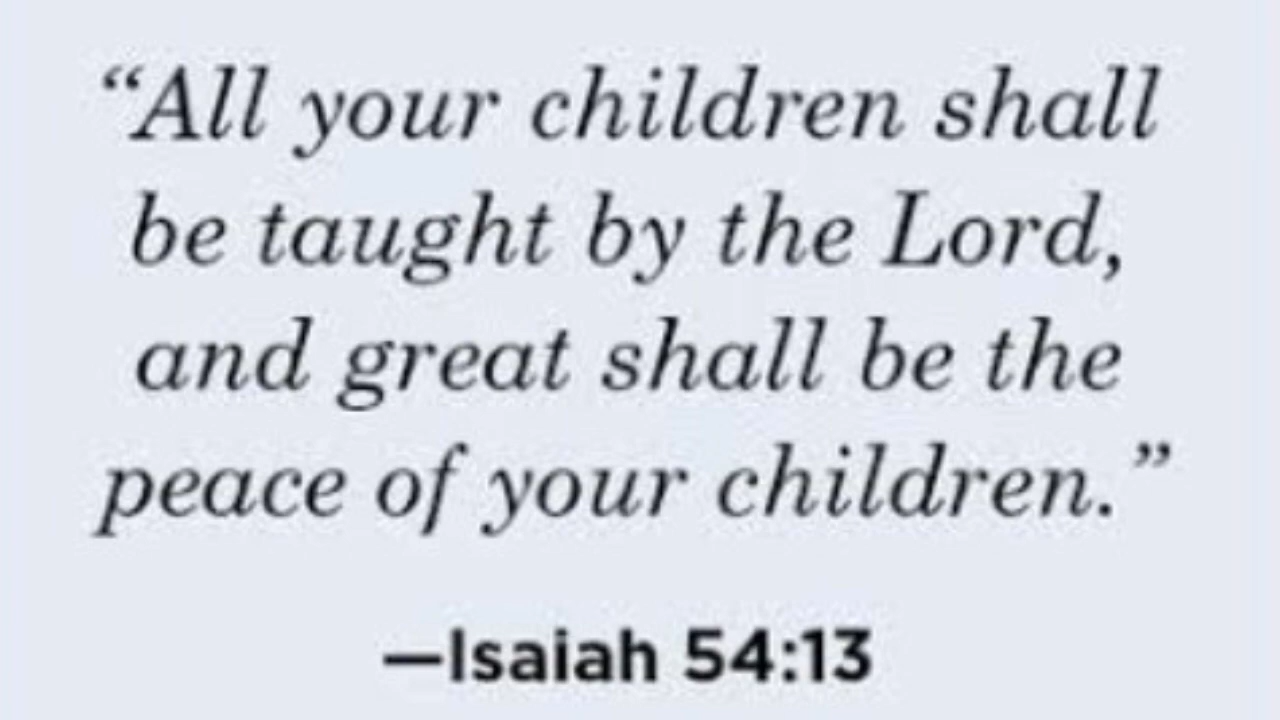 “All your children shall
be taught by the Lord,
and great shall be the
peace of your children.”
—Isaiah 54:13